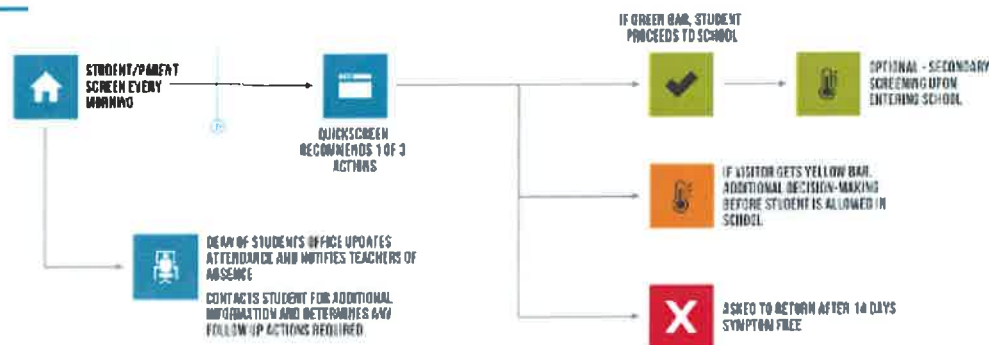 STUDENT/PARENT
SCREEN EVERY
MORNING
QUICKSCREEN
RECOMMENDS 1 OF 3
ACTIONS
IF GREEN BAR, STUDENT
PROCEEDS TO SCHOOL
OPTIONAL - SECONDARY
SCREENING UPON
ENTERING SCHOOL
IF VISITOR GETS YELLOW BAR,
ADDITIONAL DECISION-MAKING
BEFORE STUDENT IS ALLOWED IN
SCHOOL
DEAN OF STUDENTS OFFICE UPDATES
ATTENDANCE AND NOTIFIES TEACHERS OF
ABSENCE
CONTACTS STUDENT FOR ADDITIONAL
INFORMATION AND DETERMINES ANY
FOLLOW UP ACTIONS REQUIRED
ASKED TO RETURN AFTER 14 DAYS
SYMPTOM FREE